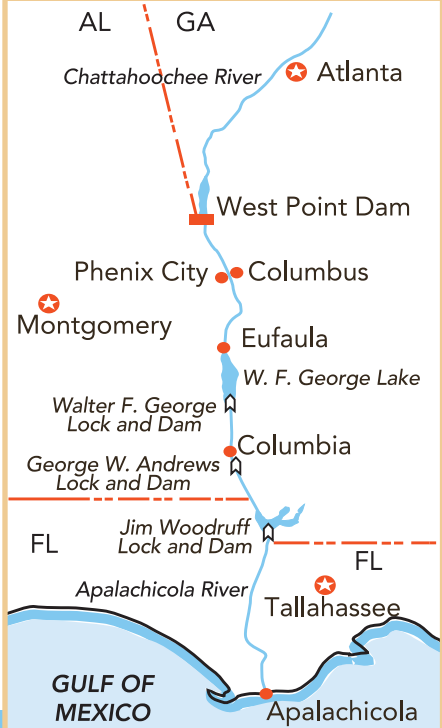 AL GA
Chattahoochee River
Atlanta
West Point Dam
Phenix City
Columbus
Montgomery
Eufaula
W. F. George Lake
Walter F. George
Lock and Dam
Columbia
George W. Andrews
Lock and Dam
Jim Woodruff
Lock and Dam
FL
FL
Apalachicola River
Tallahassee
GULF OF
MEXICO
Apalachicola